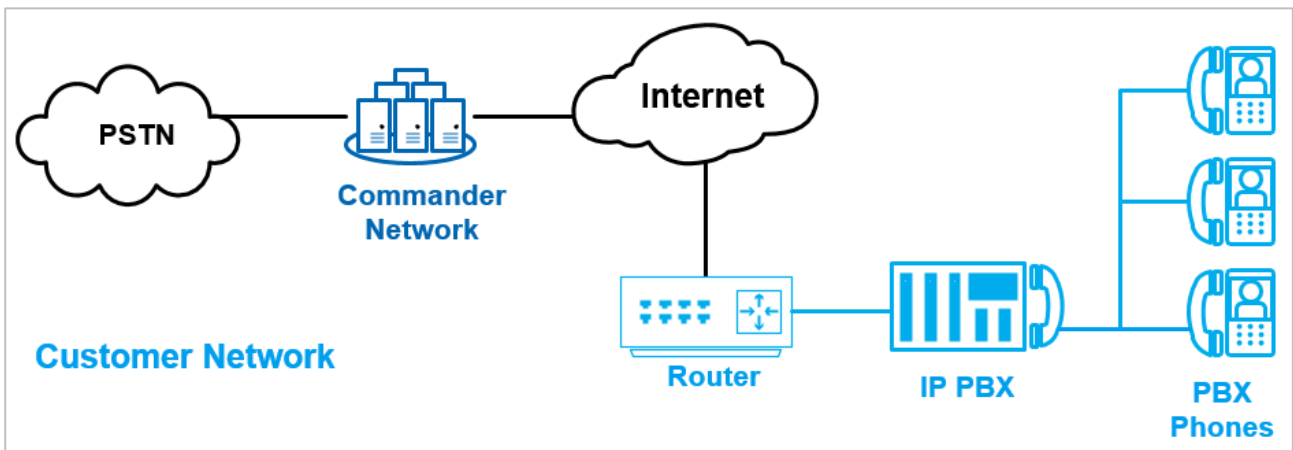 PSTN
Internet
Commander
Network
Customer Network
Router
IP PBX
PBX
Phones